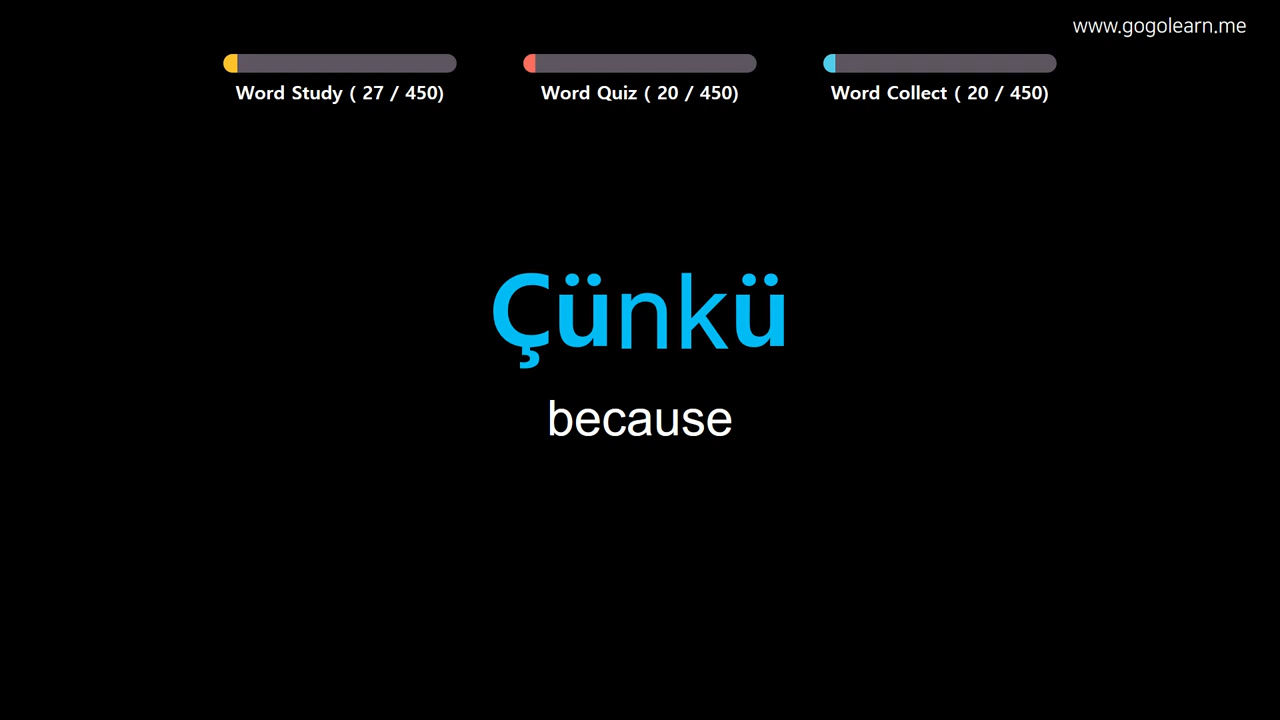 www.gogolearn.me
Word Study ( 27 / 450)
Word Quiz ( 20 / 450)
Word Collect ( 20 / 450)
Çünkü
because